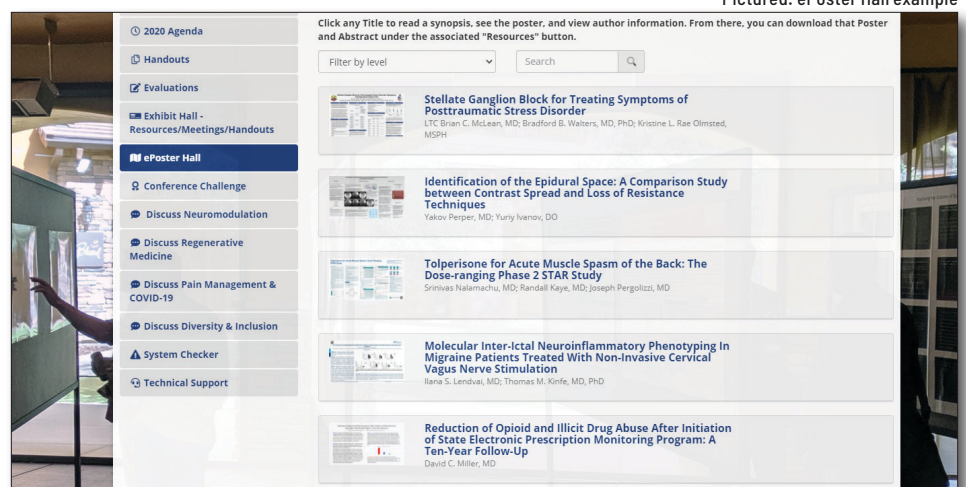 Pictured: ePoster Hall example
2020 Agenda
Handouts
Evaluations
Exhibit Hall -
Resources/Meetings/Handouts
ePoster Hall
Conference Challenge
Discuss Neuromodulation
Discuss Regenerative
Medicine
Discuss Pain Management &
COVID-19
Discuss Diversity & Inclusion
System Checker
Technical Support
Click any Title to read a synopsis, see the poster, and view author information. From there, you can download that Poster
and Abstract under the associated "Resources" button.
Filter by level
Search
Stellate Ganglion Block for Treating Symptoms of
Posttraumatic Stress Disorder
LTC Brian C. McLean, MD; Bradford B. Walters, MD, PhD; Kristine L. Rae Olmsted,
MSPH
Identification of the Epidural Space: A Comparison Study
between Contrast Spread and Loss of Resistance
Techniques
Yakov Perper, MD; Yuriy Ivanov, DO
Tolperisone for Acute Muscle Spasm of the Back: The
Dose-ranging Phase 2 STAR Study
Srinivas Nalamachu, MD; Randall Kaye, MD; Joseph Pergolizzi, MD
Molecular Inter-Ictal Neuroinflammatory Phenotyping In
Migraine Patients Treated With Non-Invasive Cervical
Vagus Nerve Stimulation
Ilana S. Lendvai, MD; Thomas M. Kinfe, MD, PhD
Reduction of Opioid and Illicit Drug Abuse After Initiation
of State Electronic Prescription Monitoring Program: A
Ten-Year Follow-Up
David C. Miller, MD